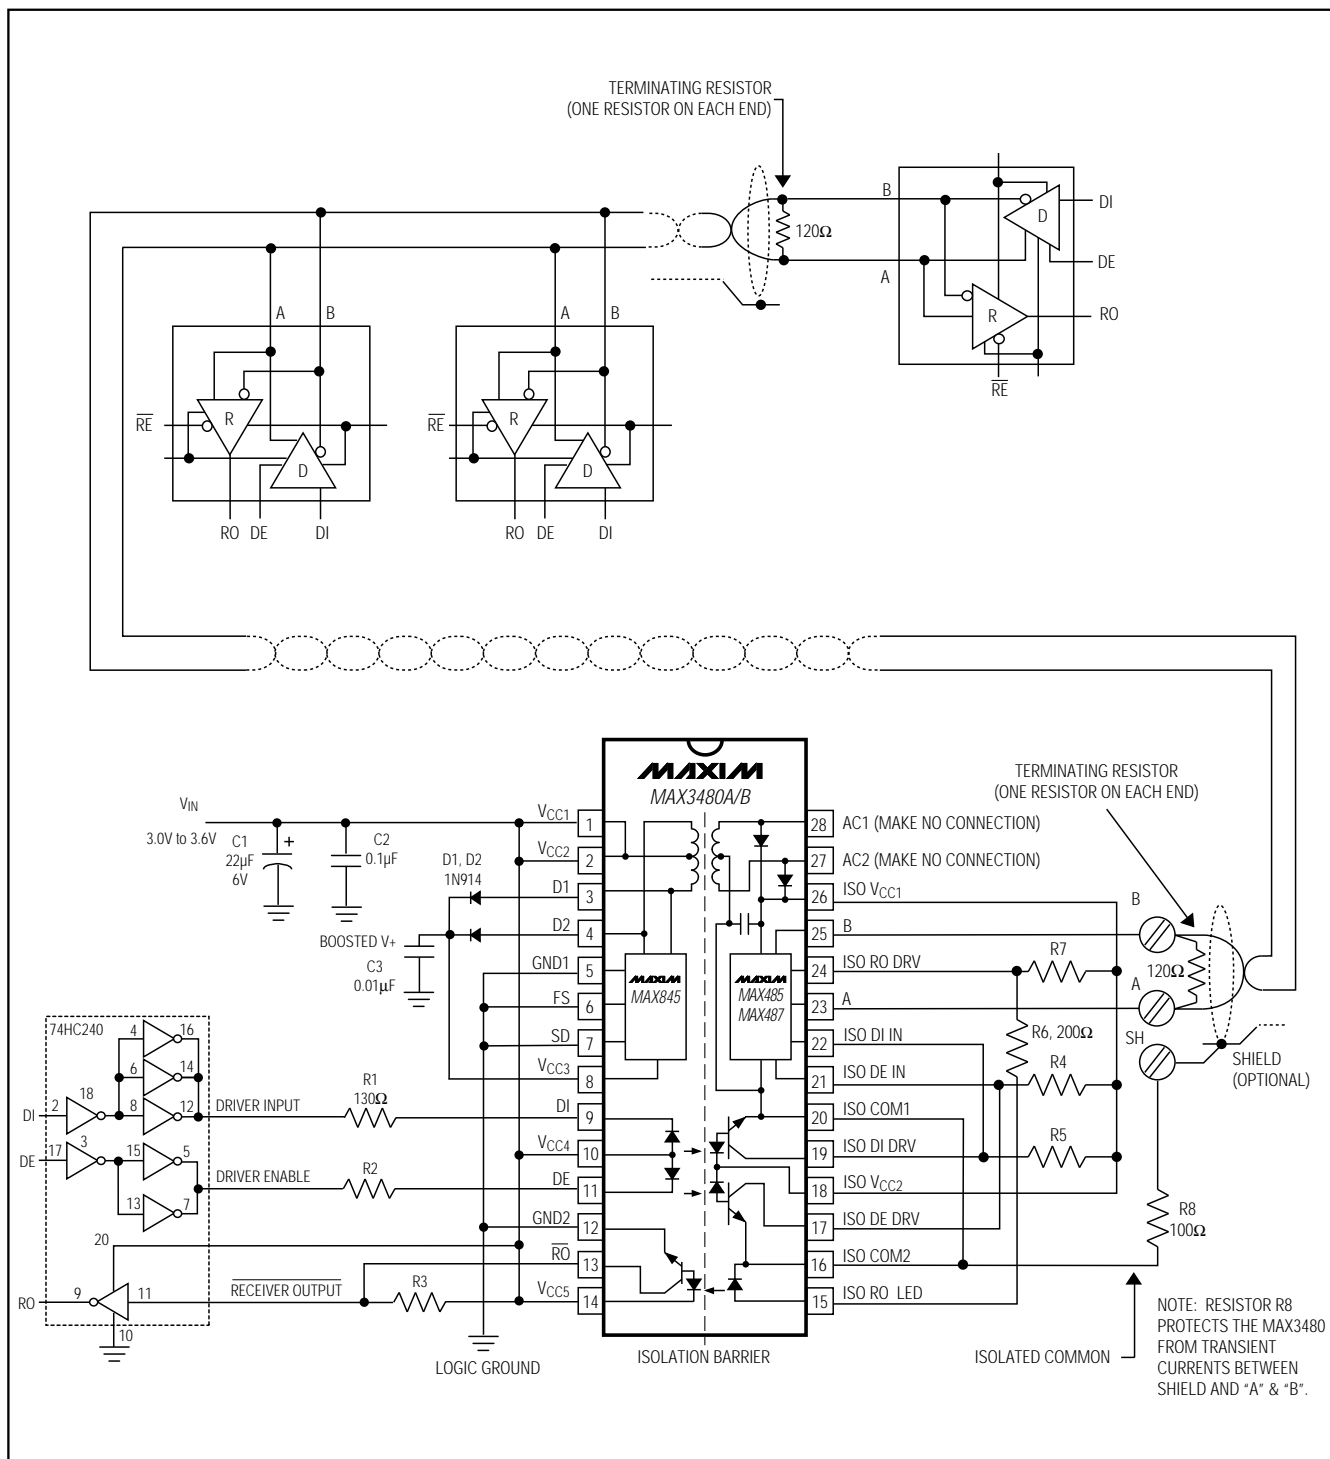 TERMINATING RESISTOR
(ONE RESISTOR ON EACH END)
120Ω
B
A
D
DI
DE
R
RO
RE
A
B
RE
R
D
RO
DE
DI
A
B
RE
R
D
RO
DE
DI
MAXIM
MAX3480A/B
VIN
3.0V to 3.6V
C1
22µF
6V
+
C2
0.1µF
D1, D2
1N914
BOOSTED V+
C3
0.01µF
VCC1
1
VCC2
2
D1
3
D2
4
GND1
5
FS
6
SD
7
VCC3
8
DI
9
VCC4
10
DE
11
GND2
12
RO
13
VCC5
14
MAXIM
MAX845
MAXIM
MAX485
MAX487
28
AC1 (MAKE NO CONNECTION)
27
AC2 (MAKE NO CONNECTION)
26
ISO VCC1
25
B
24
ISO RO DRV
23
A
22
ISO DI IN
21
ISO DE IN
20
ISO COM1
19
ISO DI DRV
18
ISO VCC2
17
ISO DE DRV
16
ISO COM2
15
ISO RO LED
TERMINATING RESISTOR
(ONE RESISTOR ON EACH END)
B
120Ω
A
SH
SHIELD
(OPTIONAL)
R7
R6, 200Ω
R4
R5
R8
100Ω
74HC240
4
16
6
14
18
8
12
DI
2
DE
17
3
15
5
13
7
20
RO
9
11
10
DRIVER INPUT
R1
130Ω
DRIVER ENABLE
R2
RECEIVER OUTPUT
R3
LOGIC GROUND
ISOLATION BARRIER
ISOLATED COMMON
NOTE: RESISTOR R8
PROTECTS THE MAX3480
FROM TRANSIENT
CURRENTS BETWEEN
SHIELD AND "A" & "B".